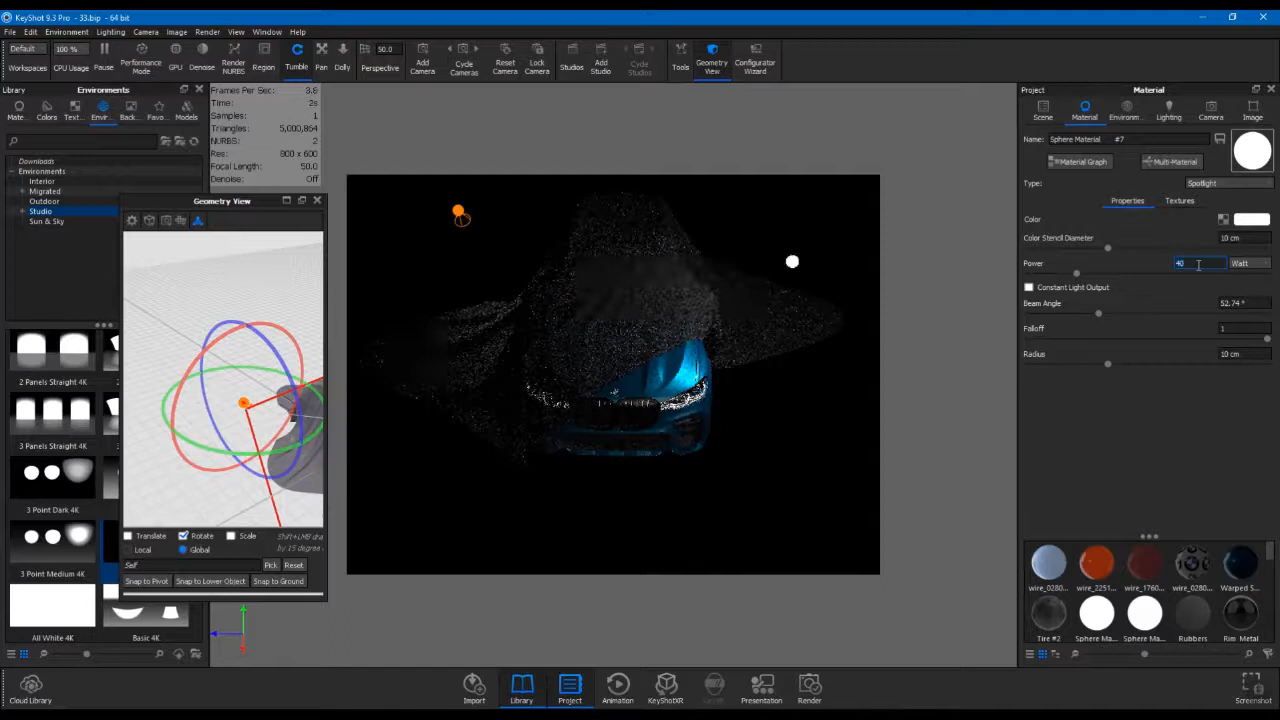 KeyShot 9.3 Pro - 33.bip - 64 bit
File Edit Environment Lighting Camera Image Render View Window Help
Default 100 % 50.0
Workspaces CPU Usage Pause Performance Mode GPU Denoise Render NURBS Region Tumble Pan Dolly Perspective Add Camera Cycle Cameras Reset Camera Lock Camera Studios Add Studio Cycle Studios Tools Geometry View Configurator Wizard
Library Environments
Mate... Colors Text... Envir... Back... Favo... Models
Downloads
Environments
Interior
Migrated
Outdoor
Studio
Sun & Sky
Frames Per Sec: 3.8
Time: 2s
Samples: 1
Triangles: 5,000,864
NURBS: 2
Res: 800 x 600
Focal Length: 50.0
Denoise: Off
Geometry View
Translate Rotate Scale Shift+LMB dra
by 15 degree
Local Global
Self Pick Reset
Snap to Pivot Snap to Lower Object Snap to Ground
2 Panels Straight 4K
3 Panels Straight 4K
3 Point Dark 4K
3 Point Medium 4K
All White 4K Basic 4K
Project Material
Scene Material Environm... Lighting Camera Image
Name: Sphere Material #7
Material Graph Multi-Material
Type: Spotlight
Properties Textures
Color
Color Stencil Diameter 10 cm
Power 40 Watt
Constant Light Output
Beam Angle 52.74 °
Falloff 1
Radius 10 cm
wire_0280... wire_2251... wire_1760... wire_0280... Warped S...
Tire #2 Sphere Ma... Sphere Ma... Rubbers Rim_Metal
Cloud Library Import Library Project Animation KeyShotXR Presentation Render Screenshot